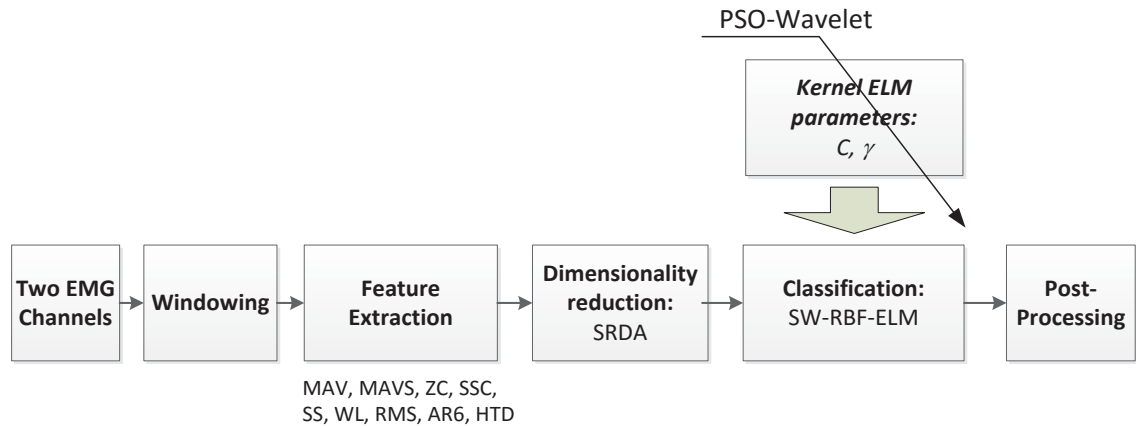 PSO-Wavelet
Kernel ELM
parameters:
C, γ
Two EMG
Channels
Windowing
Feature
Extraction
Dimensionality
reduction:
SRDA
Classification:
SW-RBF-ELM
Post-
Processing
MAV, MAVS, ZC, SSC,
SS, WL, RMS, AR6, HTD